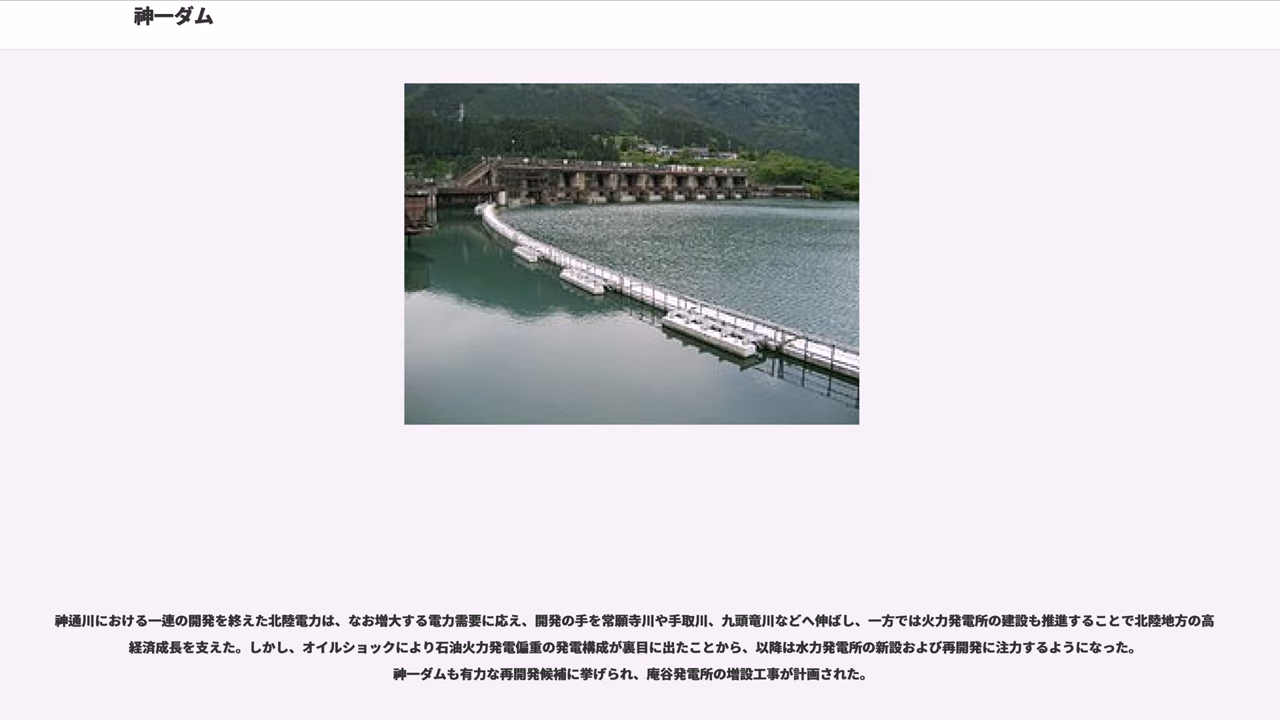 神一ダム
神通川における一連の開発を終えた北陸電力は、なお増大する電力需要に応え、開発の手を常願寺川や手取川、九頭竜川などへ伸ばし、一方では火力発電所の建設も推進することで北陸地方の高
経済成長を支えた。しかし、オイルショックにより石油火力発電偏重の発電構成が裏目に出たことから、以降は水力発電所の新設および再開発に注力するようになった。
神一ダムも有力な再開発候補に挙げられ、庵谷発電所の増設工事が計画された。